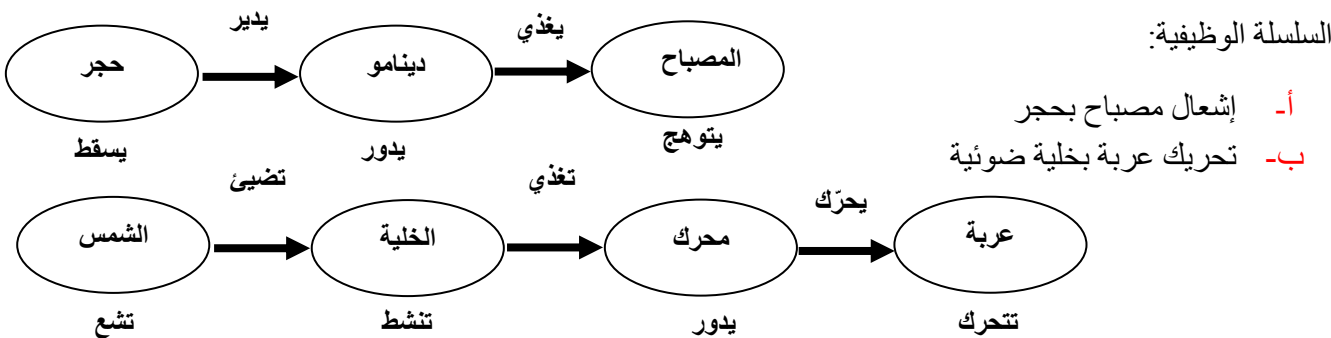 السلسلة الوظيفية:
أ- إشعال مصباح بحجر
ب- تحريك عربة بخلية ضوئية
يدير يغذي
حجر دينامو المصباح
يسقط يدور يتوهج
تضيئ تغذي يحرّك
الشمس الخلية محرك عربة
تشع تنشط يدور تتحرك